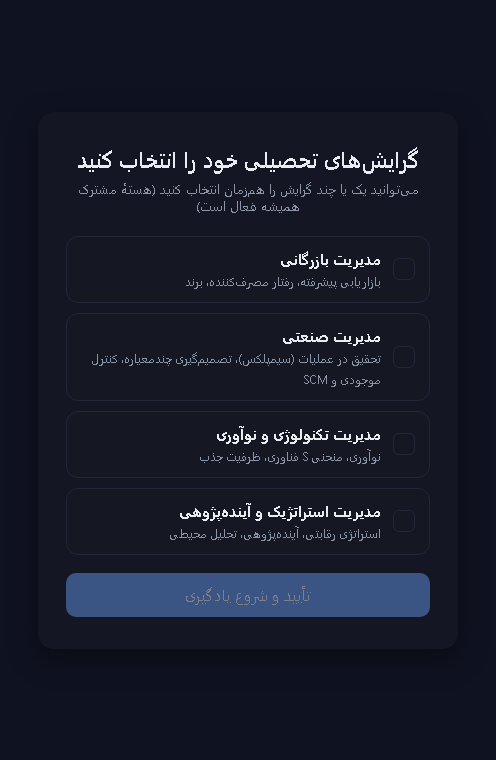 گرایش‌های تحصیلی خود را انتخاب کنید
می‌توانید یک یا چند گرایش را هم‌زمان انتخاب کنید (هستهٔ مشترک
همیشه فعال است)
مدیریت بازرگانی
بازاریابی پیشرفته، رفتار مصرف‌کننده، برند
مدیریت صنعتی
تحقیق در عملیات (سیمپلکس)، تصمیم‌گیری چندمعیاره، کنترل
موجودی و SCM
مدیریت تکنولوژی و نوآوری
نوآوری، منحنی S فناوری، ظرفیت جذب
مدیریت استراتژیک و آینده‌پژوهی
استراتژی رقابتی، آینده‌پژوهی، تحلیل محیطی
تأیید و شروع یادگیری